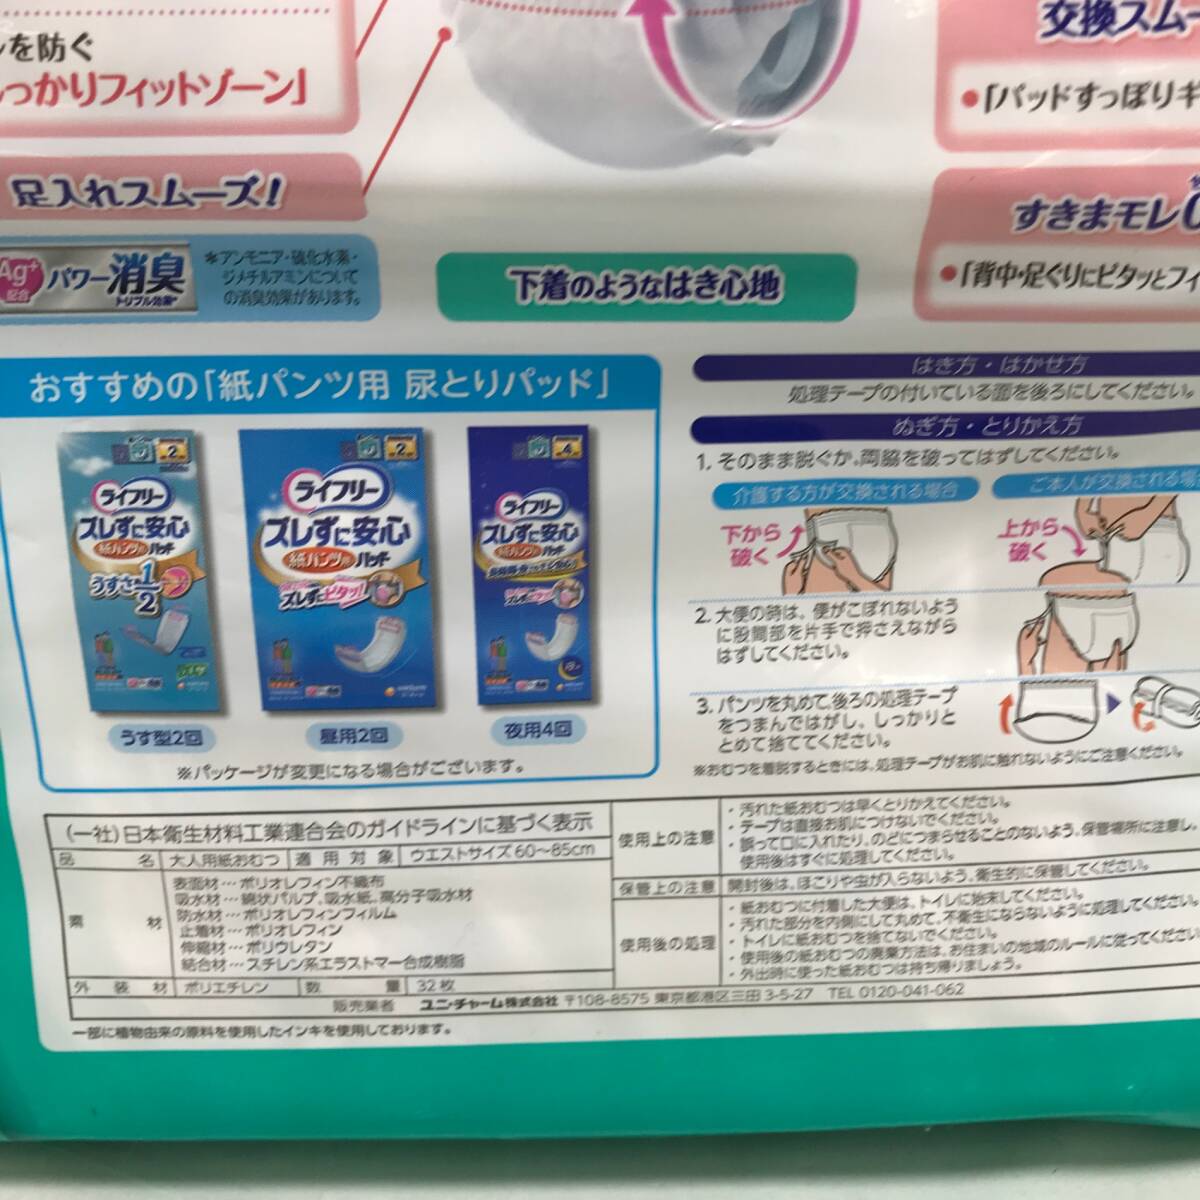 を防ぐ
っかりフィットゾーン」
足入れスムーズ!
Ag+
配合
パワー消臭
トリプル効果*
*アンモニア・硫化水素・
ジメチルアミンについて
の消臭効果があります。
下着のようなはき心地
交換スム
・「パッドすっぽりギ
すきまモレ0
・「背中・足ぐりにピタッとフィ
おすすめの「紙パンツ用 尿とりパッド」
ライフリー
ズレずに安心
紙パンツ用パッド
うすさ1/2
うす型2回
ライフリー
ズレずに安心
紙パンツ用パッド
ズレずにピタッ!
昼用2回
ライフリー
ズレずに安心
紙パンツ用パッド
ズレずにピタッ!
夜用4回
※パッケージが変更になる場合がございます。
はき方・はかせ方
処理テープの付いている面を後ろにしてください。
ぬぎ方・とりかえ方
1. そのまま脱ぐか、両脇を破ってはずしてください。
介護する方が交換される場合
ご本人が交換される場合
下から
破く
上から
破く
2. 大便の時は、便がこぼれないよう
に股間部を片手で押さえながら
はずしてください。
3. パンツを丸めて、後ろの処理テープ
をつまんではがし、しっかりと
とめて捨ててください。
※おむつを着脱するときには、処理テープがお肌に触れないようにご注意ください。
(一社)日本衛生材料工業連合会のガイドラインに基づく表示
品名 大人用紙おむつ 適用対象 ウエストサイズ60〜85cm
素材
表面材…ポリオレフィン不織布
吸水材…綿状パルプ、吸水紙、高分子吸水材
防水材…ポリオレフィンフィルム
止着材…ポリオレフィン
伸縮材…ポリウレタン
結合材…スチレン系エラストマー合成樹脂
外装材 ポリエチレン 数量 32枚
使用上の注意
・汚れた紙おむつは早くとりかえてください。
・テープは直接お肌につけないでください。
・誤って口に入れたり、のどにつまらせることのないよう、保管場所に注意し、
使用後はすぐに処理してください。
保管上の注意 開封後は、ほこりや虫が入らないよう、衛生的に保管してください。
使用後の処理
・紙おむつに付着した大便は、トイレに始末してください。
・汚れた部分を内側にして丸めて、不衛生にならないように処理してください。
・トイレに紙おむつを捨てないでください。
・使用後の紙おむつの廃棄方法は、お住まいの地域のルールに従ってください。
・外出時に使った紙おむつは持ち帰りましょう。
販売業者 ユニ・チャーム株式会社 〒108-8575 東京都港区三田3-5-27 TEL 0120-041-062
一部に植物由来の原料を使用したインキを使用しております。